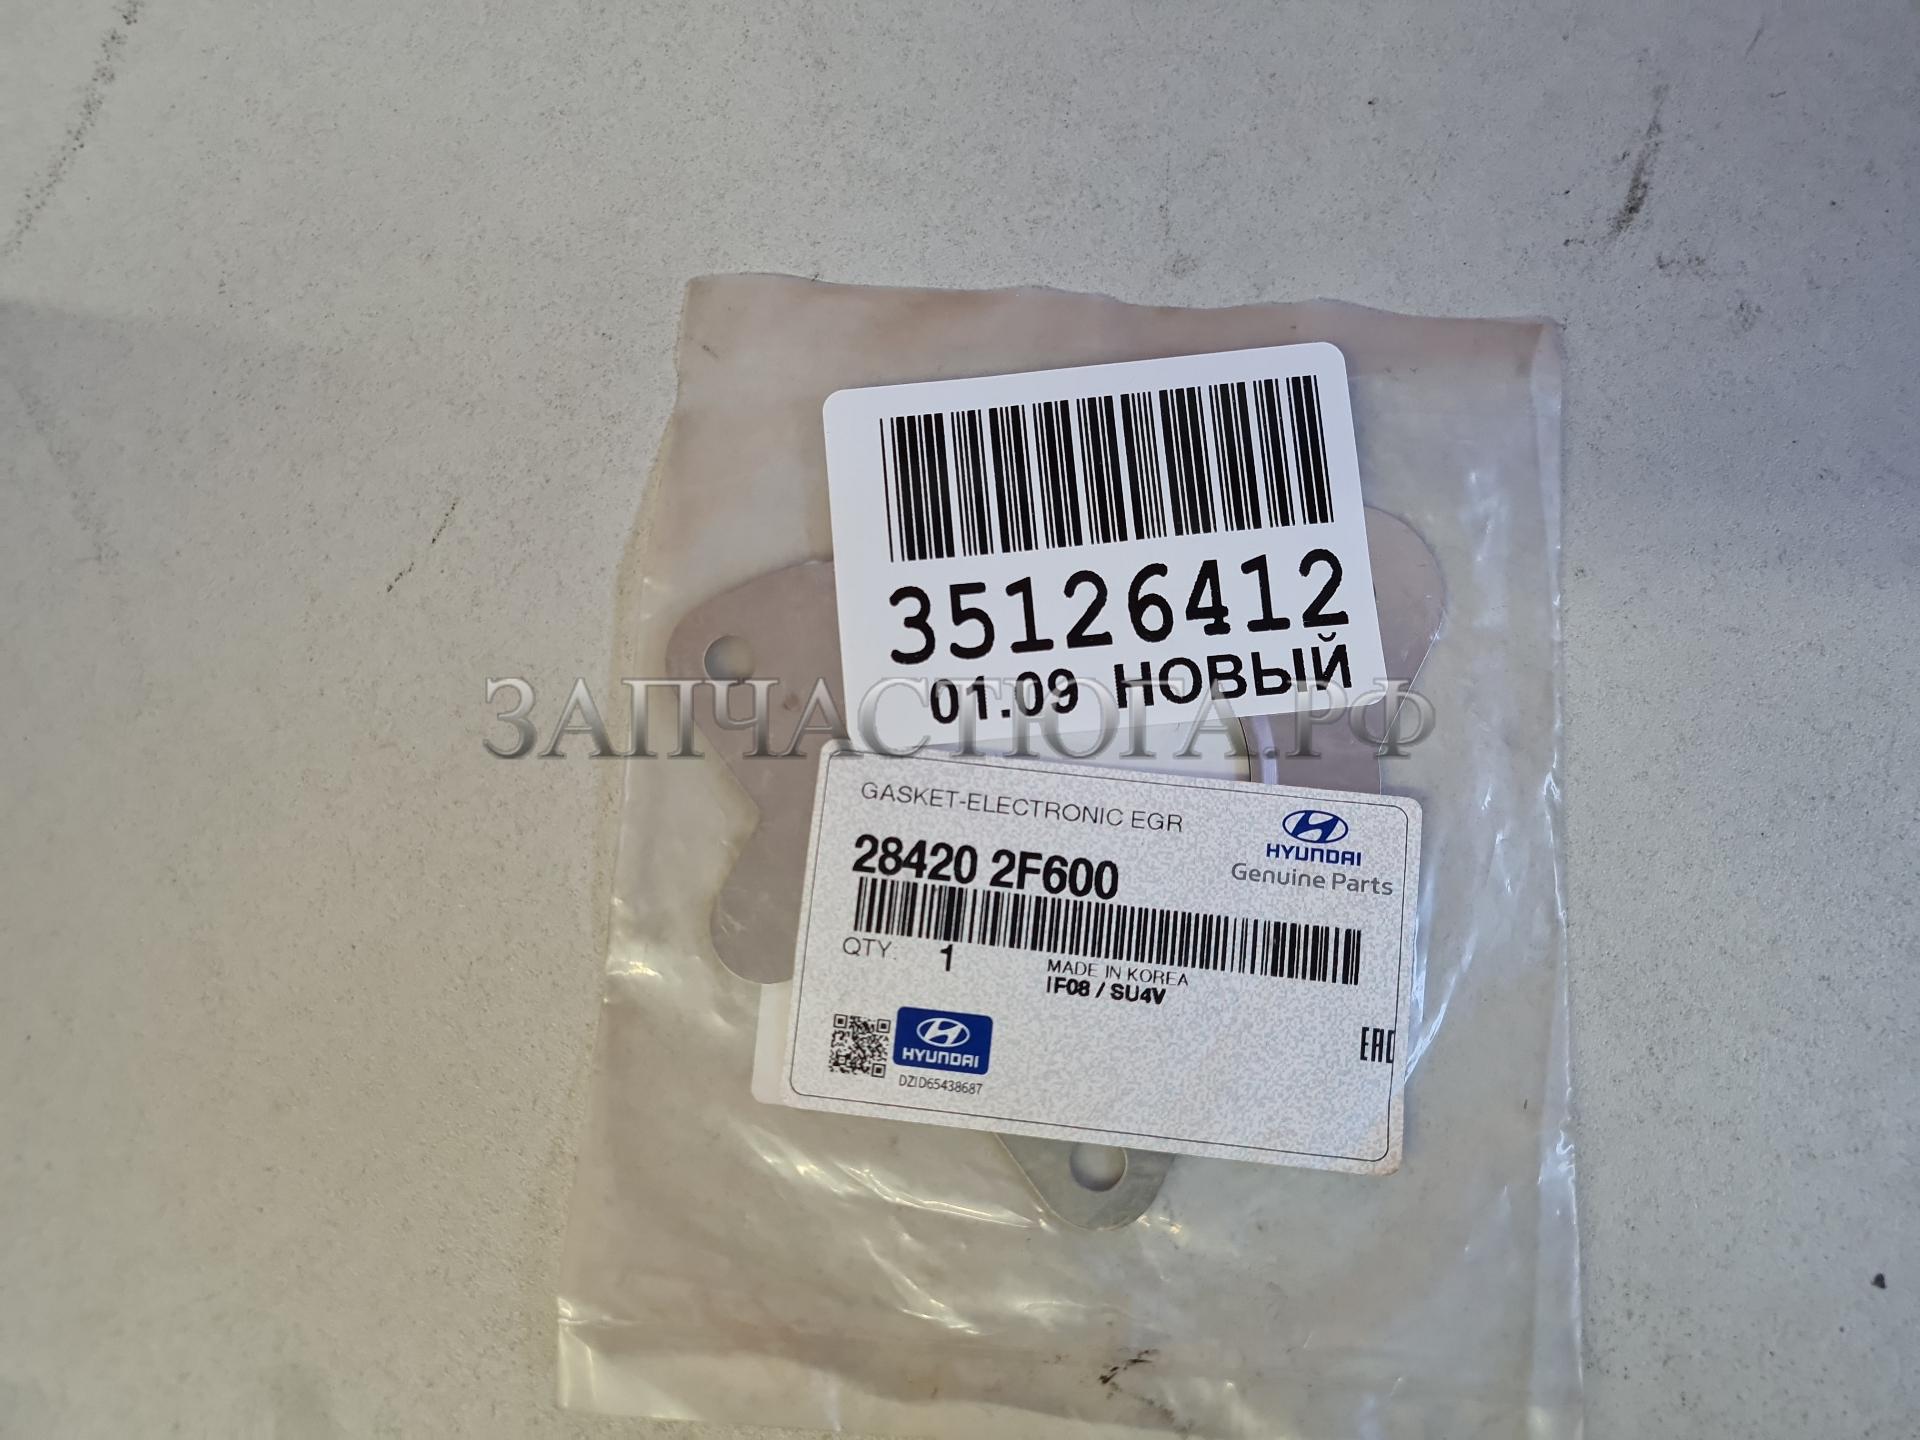 35126412
01.09 НОВЫЙ
ЗАПЧАСТЮГА.РФ
GASKET-ELECTRONIC EGR
28420 2F600
HYUNDAI
Genuine Parts
QTY. 1
MADE IN KOREA
IF08 / SU4V
HYUNDAI
DZID65438687
EAC